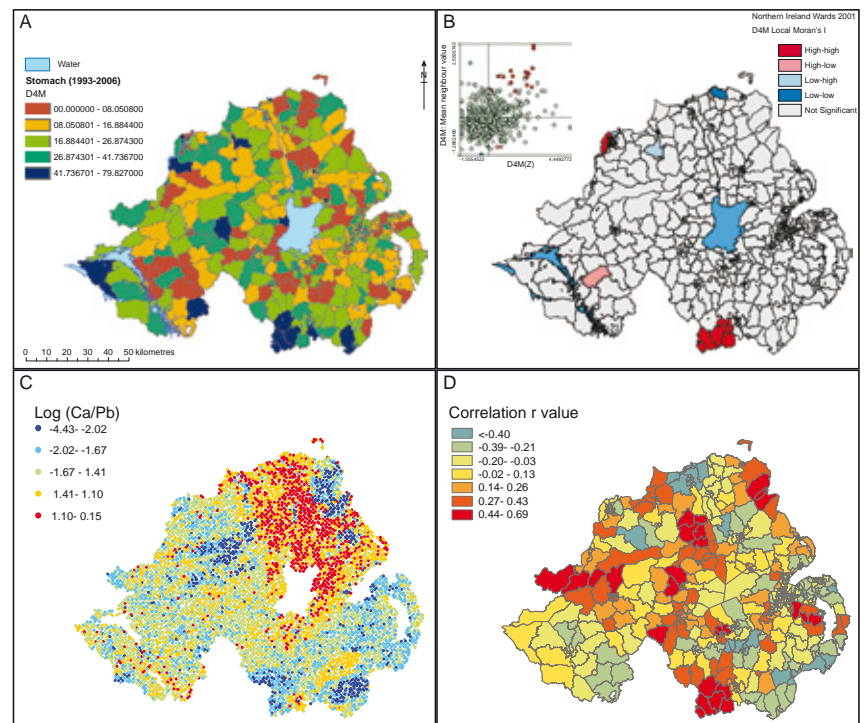 A
Water
Stomach (1993-2006)
D4M
00.000000 - 08.050800
08.050801 - 16.884400
16.884401 - 26.874300
26.874301 - 41.736700
41.736701 - 79.827000
N
0 10 20 30 40 50 kilometres
B
Northern Ireland Wards 2001
D4M Local Moran's I
High-high
High-low
Low-high
Low-low
Not Significant
D4M: Mean neighbour value
-1.5554523
4.4492772
D4M(Z)
C
Log (Ca/Pb)
-4.43- -2.02
-2.02- -1.67
-1.67 - 1.41
1.41- 1.10
1.10- 0.15
D
Correlation r value
<-0.40
-0.39- -0.21
-0.20- -0.03
-0.02 - 0.13
0.14 - 0.26
0.27- 0.43
0.44- 0.69